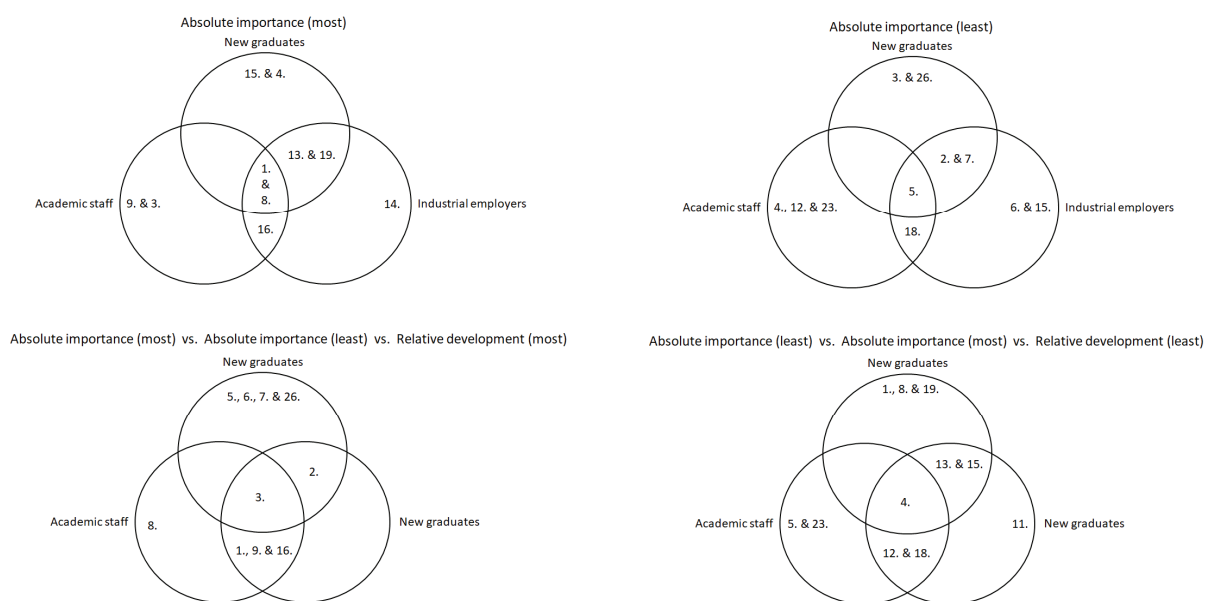 Absolute importance (most)
New graduates
15. & 4.
13. & 19.
1.
&
8.
Academic staff
9. & 3.
14.
Industrial employers
16.
Absolute importance (least)
New graduates
3. & 26.
2. & 7.
5.
Academic staff
4., 12. & 23.
6. & 15.
Industrial employers
18.
Absolute importance (most) vs. Absolute importance (least) vs. Relative development (most)
New graduates
5., 6., 7. & 26.
2.
3.
Academic staff
8.
New graduates
1., 9. & 16.
Absolute importance (least) vs. Absolute importance (most) vs. Relative development (least)
New graduates
1., 8. & 19.
13. & 15.
4.
Academic staff
5. & 23.
11.
New graduates
12. & 18.